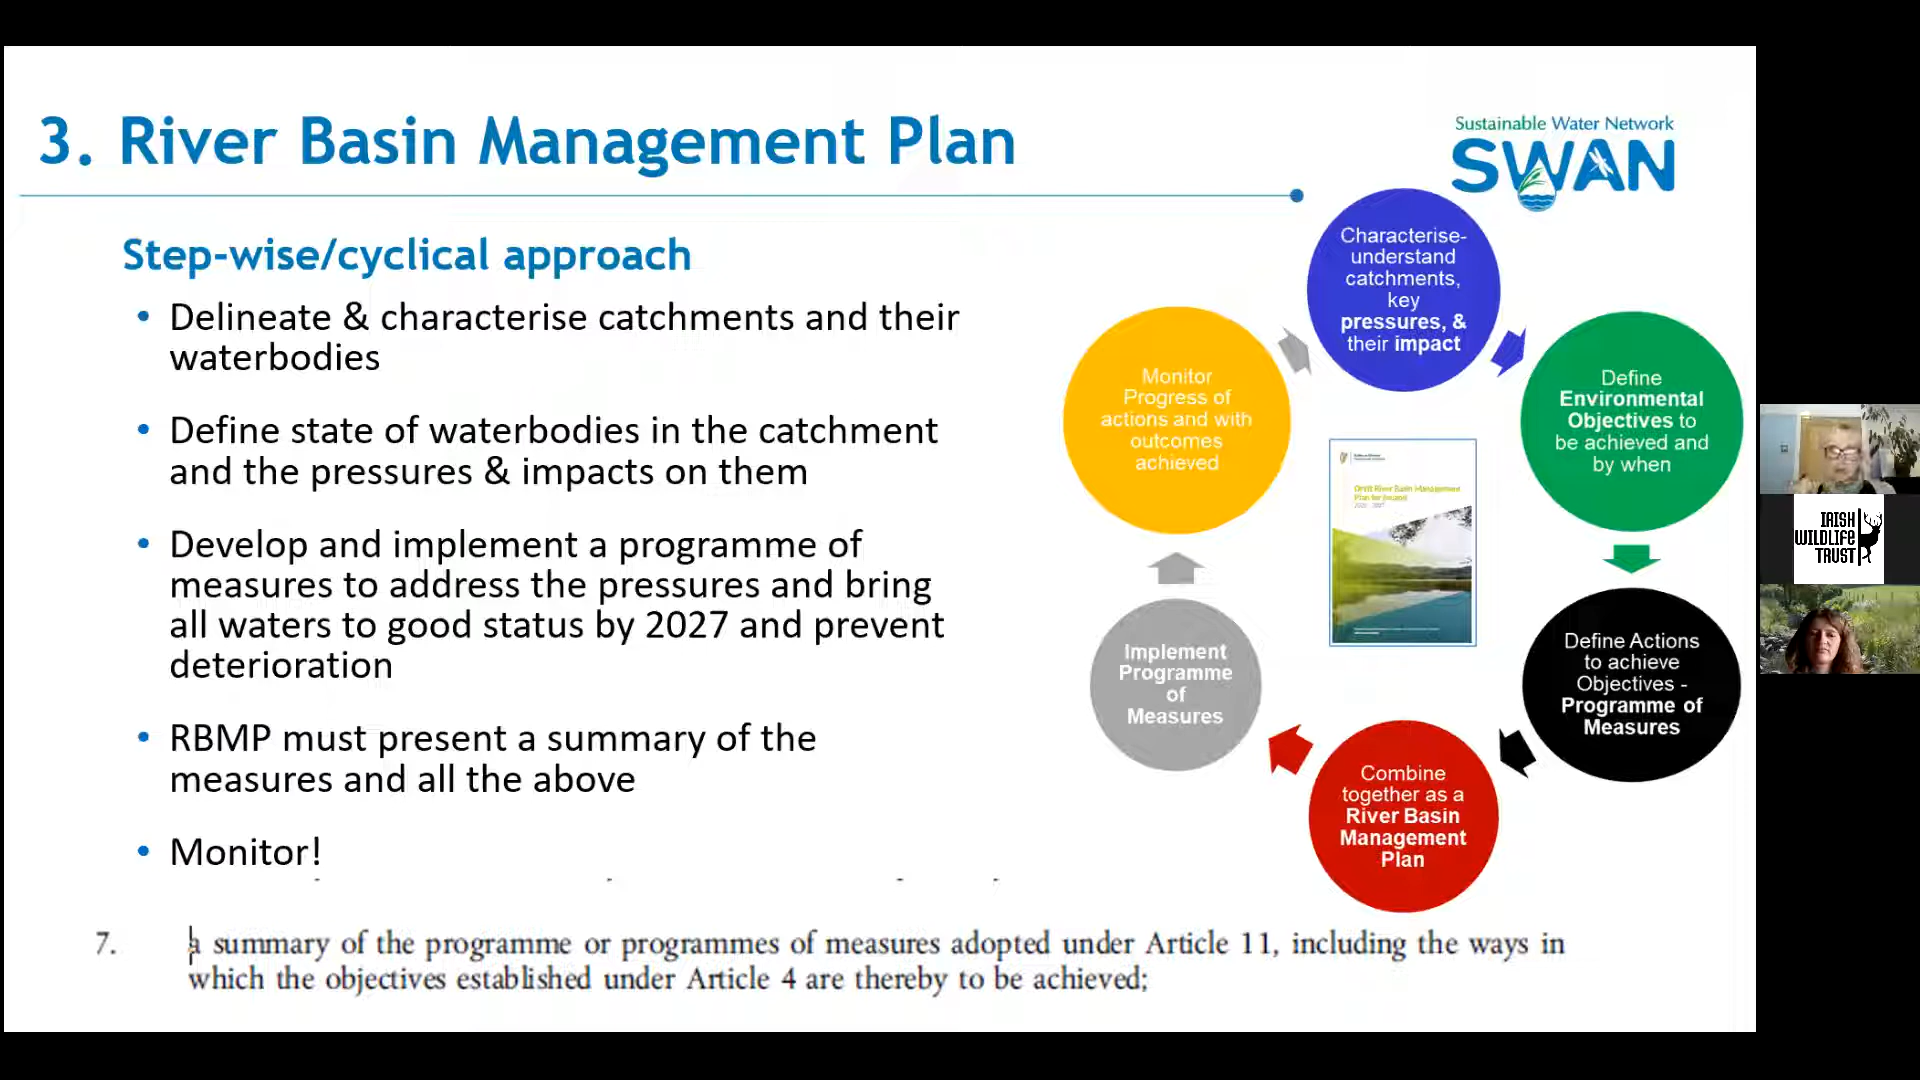 3. River Basin Management Plan
Sustainable Water Network
SWAN
Step-wise/cyclical approach
• Delineate & characterise catchments and their
waterbodies
• Define state of waterbodies in the catchment
and the pressures & impacts on them
• Develop and implement a programme of
measures to address the pressures and bring
all waters to good status by 2027 and prevent
deterioration
• RBMP must present a summary of the
measures and all the above
• Monitor!
Characterise-
understand
catchments,
key
pressures, &
their impact
Define
Environmental
Objectives to
be achieved and
by when
Define Actions
to achieve
Objectives -
Programme of
Measures
Combine
together as a
River Basin
Management
Plan
Implement
Programme
of
Measures
Monitor
Progress of
actions and with
outcomes
achieved
Draft River Basin Management
Plan for Ireland
7. a summary of the programme or programmes of measures adopted under Article 11, including the ways in
which the objectives established under Article 4 are thereby to be achieved;
IRISH
WILDLIFE
TRUST